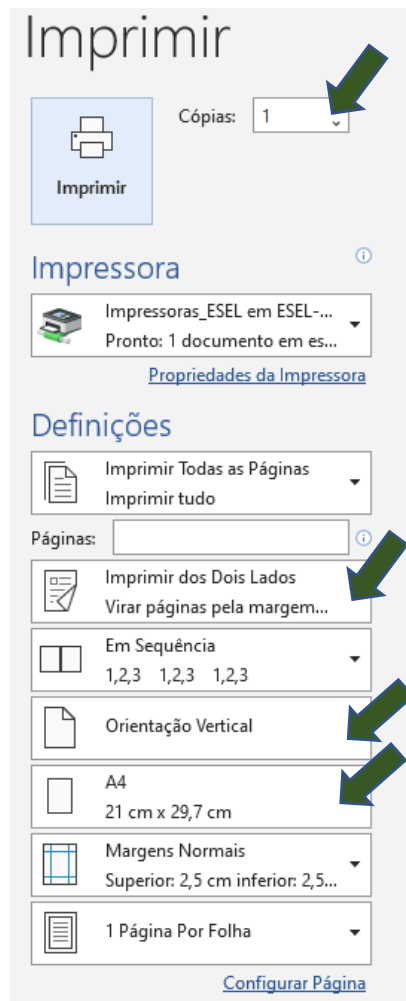 Imprimir
Cópias: 1
Imprimir
Impressora
Impressoras_ESEL em ESEL-...
Pronto: 1 documento em es...
Propriedades da Impressora
Definições
Imprimir Todas as Páginas
Imprimir tudo
Páginas:
Imprimir dos Dois Lados
Virar páginas pela margem...
Em Sequência
1,2,3 1,2,3 1,2,3
Orientação Vertical
A4
21 cm x 29,7 cm
Margens Normais
Superior: 2,5 cm inferior: 2,5...
1 Página Por Folha
Configurar Página